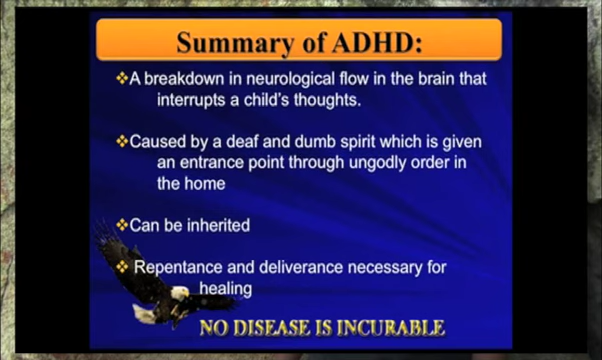 Summary of ADHD:
❖A breakdown in neurological flow in the brain that
interrupts a child's thoughts.
❖Caused by a deaf and dumb spirit which is given
an entrance point through ungodly order in
the home
❖Can be inherited
❖ Repentance and deliverance necessary for
healing
NO DISEASE IS INCURABLE